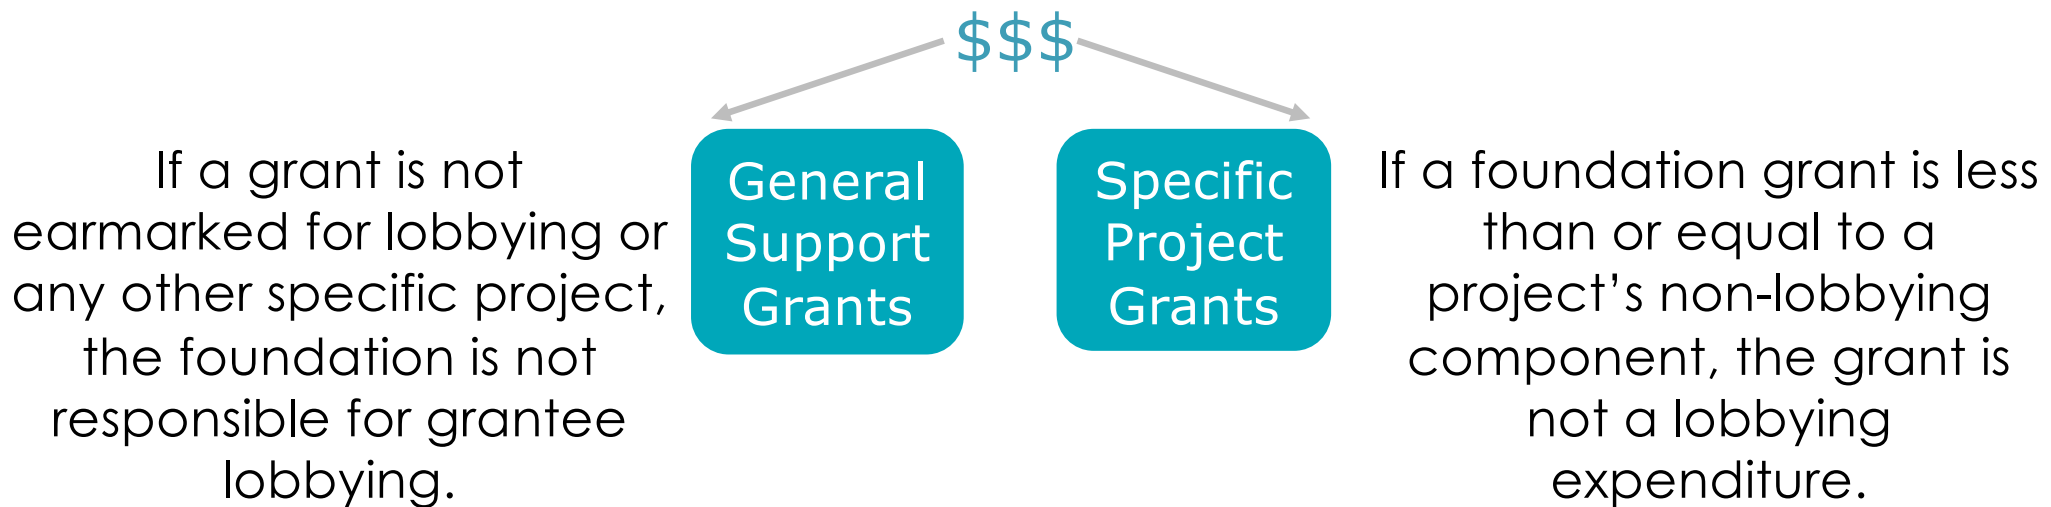 $$$
If a grant is not
earmarked for lobbying or
any other specific project,
the foundation is not
responsible for grantee
lobbying.
General
Support
Grants
Specific
Project
Grants
If a foundation grant is less
than or equal to a
project’s non-lobbying
component, the grant is
not a lobbying
expenditure.